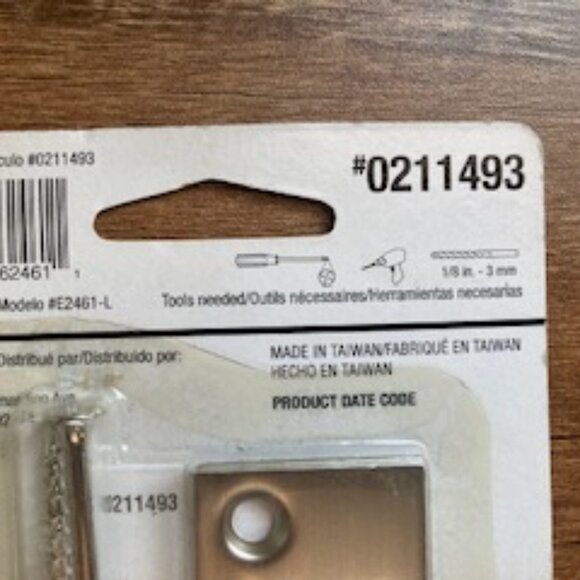 culo #0211493
#0211493
62461 1
1/8 in. - 3 mm
Modelo #E2461-L
Tools needed/Outils nécessaires/Herramientas necesarias
Distribué par/Distribuido por:
MADE IN TAIWAN/FABRIQUÉ EN TAIWAN
HECHO EN TAIWAN
PRODUCT DATE CODE
0211493